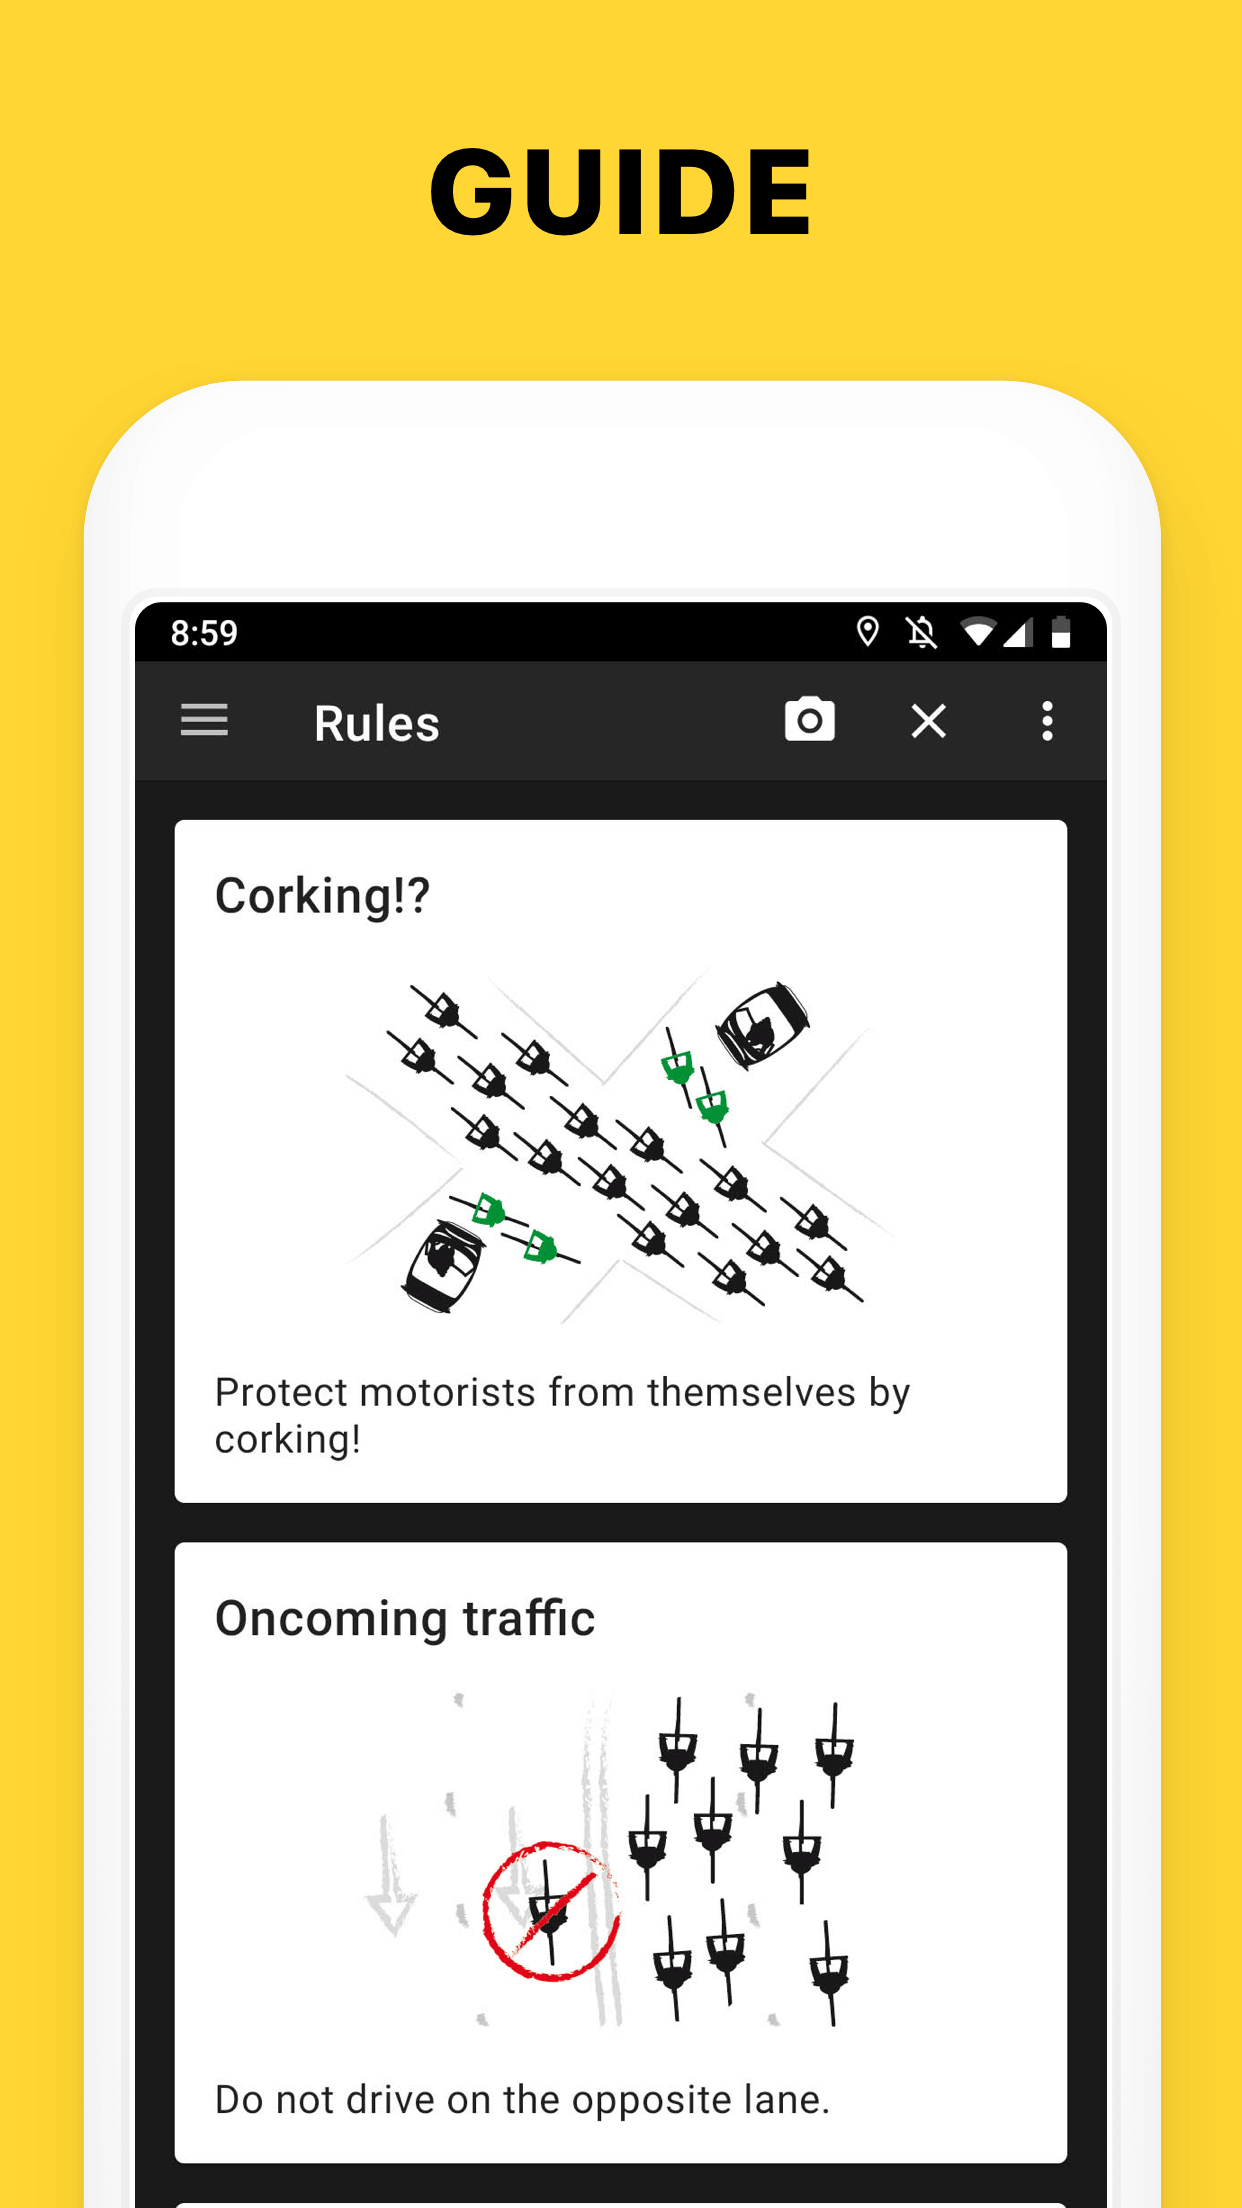 GUIDE
8:59
Rules
Corking!?
Protect motorists from themselves by
corking!
Oncoming traffic
Do not drive on the opposite lane.